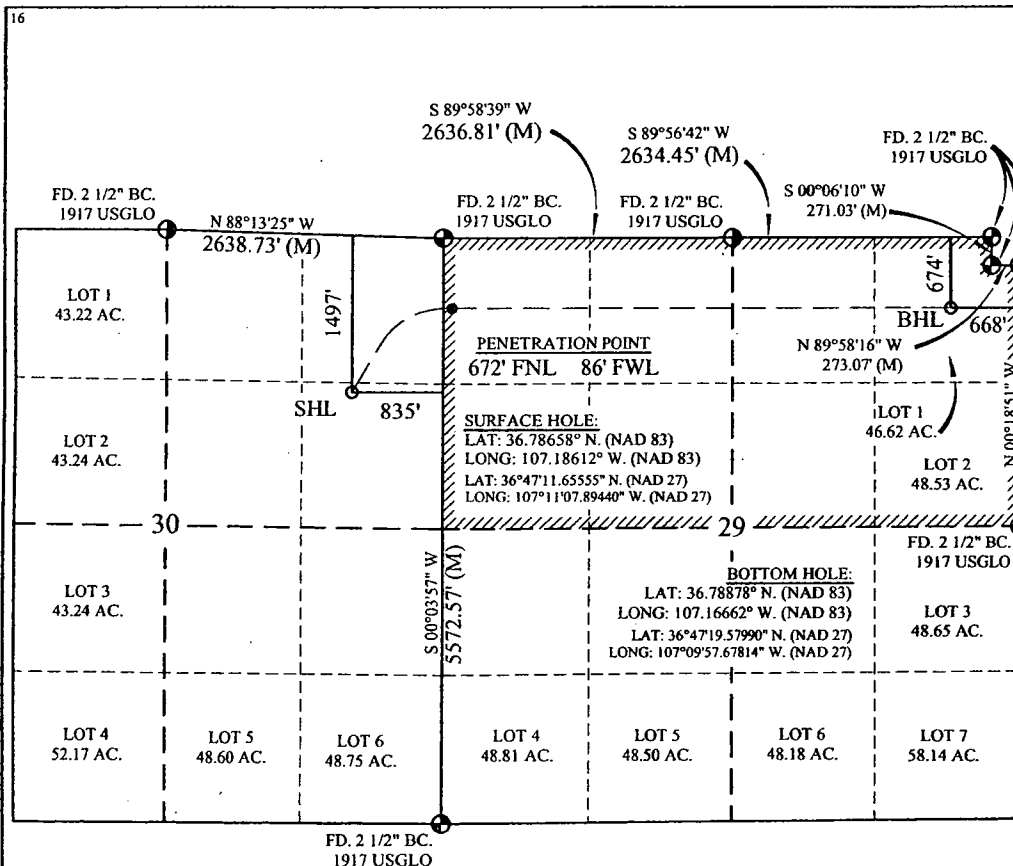 16
S 89°58'39" W
2636.81' (M)
S 89°56'42" W
2634.45' (M)
FD. 2 1/2" BC.
1917 USGLO
S 00°06'10" W
271.03' (M)
FD. 2 1/2" BC.
1917 USGLO
FD. 2 1/2" BC.
1917 USGLO
FD. 2 1/2" BC.
1917 USGLO
N 88°13'25" W
2638.73' (M)
LOT 1
43.22 AC.
1497'
674'
BHL
668'
PENETRATION POINT
672' FNL 86' FWL
N 89°58'16" W
273.07' (M)
N 00°18'51" W
SHL
835'
LOT 1
46.62 AC.
SURFACE HOLE:
LAT: 36.78658° N. (NAD 83)
LONG: 107.18612° W. (NAD 83)
LAT: 36°47'11.65555" N. (NAD 27)
LONG: 107°11'07.89440" W. (NAD 27)
LOT 2
43.24 AC.
LOT 2
48.53 AC.
30
29
FD. 2 1/2" BC.
1917 USGLO
S 00°03'57" W
5572.57' (M)
BOTTOM HOLE:
LAT: 36.78878° N. (NAD 83)
LONG: 107.16662° W. (NAD 83)
LAT: 36°47'19.57990" N. (NAD 27)
LONG: 107°09'57.67814" W. (NAD 27)
LOT 3
43.24 AC.
LOT 3
48.65 AC.
LOT 4
52.17 AC.
LOT 5
48.60 AC.
LOT 6
48.75 AC.
LOT 4
48.81 AC.
LOT 5
48.50 AC.
LOT 6
48.18 AC.
LOT 7
58.14 AC.
FD. 2 1/2" BC.
1917 USGLO